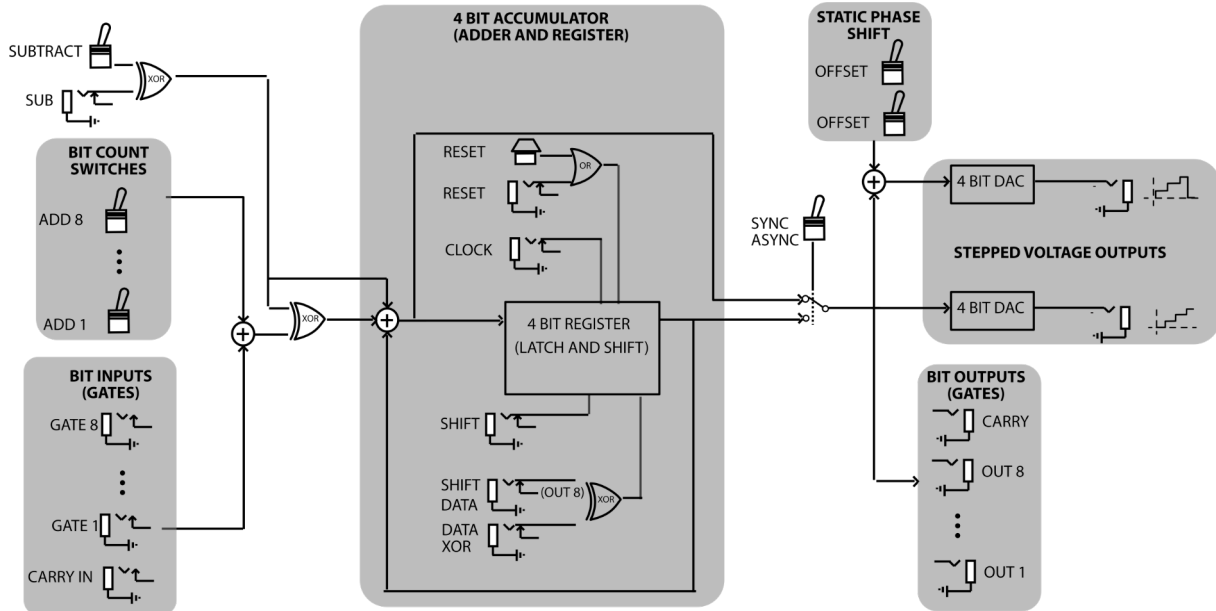 SUBTRACT
XOR
SUB
BIT COUNT
SWITCHES
ADD 8
ADD 1
XOR
BIT INPUTS
(GATES)
GATE 8
GATE 1
CARRY IN
4 BIT ACCUMULATOR
(ADDER AND REGISTER)
RESET
OR
RESET
CLOCK
4 BIT REGISTER
(LATCH AND SHIFT)
SHIFT
SHIFT
DATA
(OUT 8)
XOR
DATA
XOR
SYNC
ASYNC
STATIC PHASE
SHIFT
OFFSET
OFFSET
4 BIT DAC
STEPPED VOLTAGE OUTPUTS
4 BIT DAC
BIT OUTPUTS
(GATES)
CARRY
OUT 8
OUT 1